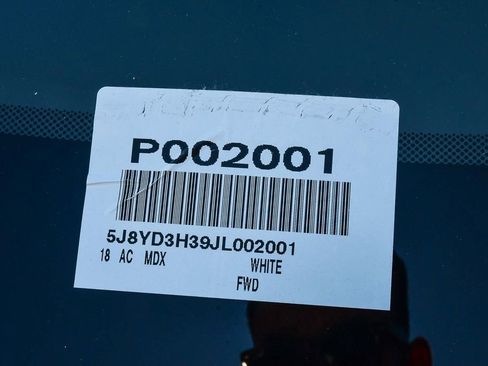 P002001
5J8YD3H39JL002001
18 AC MDX WHITE
FWD